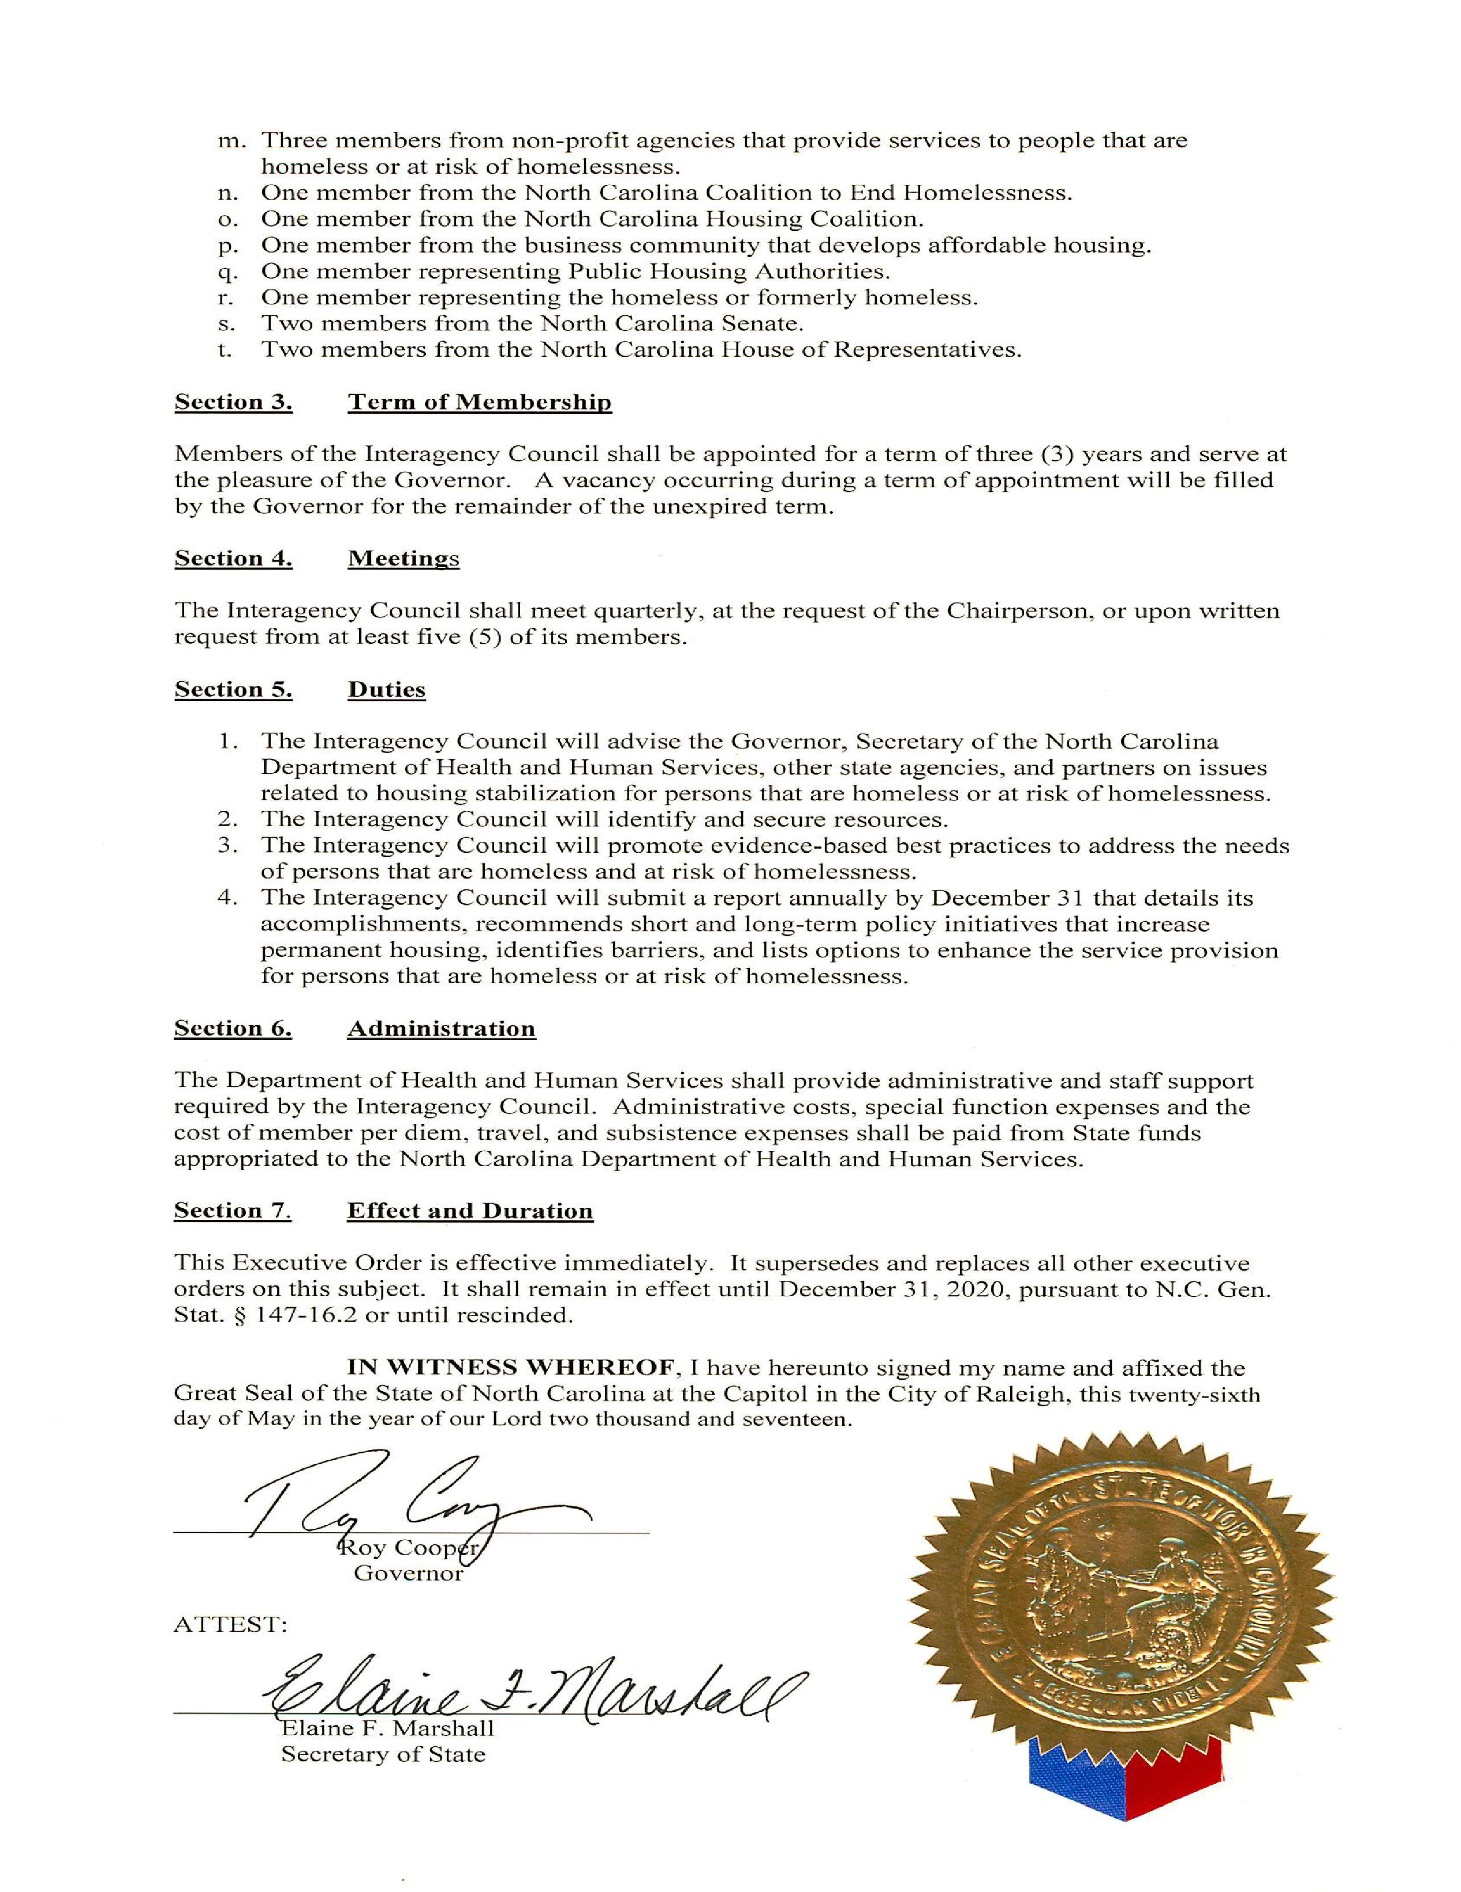 m. Three members from non-profit agencies that provide services to people that are
homeless or at risk of homelessness.
n. One member from the North Carolina Coalition to End Homelessness.
o. One member from the North Carolina Housing Coalition.
p. One member from the business community that develops affordable housing.
q. One member representing Public Housing Authorities.
r. One member representing the homeless or formerly homeless.
s. Two members from the North Carolina Senate.
t. Two members from the North Carolina House of Representatives.
Section 3. Term of Membership
Members of the Interagency Council shall be appointed for a term of three (3) years and serve at
the pleasure of the Governor. A vacancy occurring during a term of appointment will be filled
by the Governor for the remainder of the unexpired term.
Section 4. Meetings
The Interagency Council shall meet quarterly, at the request of the Chairperson, or upon written
request from at least five (5) of its members.
Section 5. Duties
1. The Interagency Council will advise the Governor, Secretary of the North Carolina
Department of Health and Human Services, other state agencies, and partners on issues
related to housing stabilization for persons that are homeless or at risk of homelessness.
2. The Interagency Council will identify and secure resources.
3. The Interagency Council will promote evidence-based best practices to address the needs
of persons that are homeless and at risk of homelessness.
4. The Interagency Council will submit a report annually by December 31 that details its
accomplishments, recommends short and long-term policy initiatives that increase
permanent housing, identifies barriers, and lists options to enhance the service provision
for persons that are homeless or at risk of homelessness.
Section 6. Administration
The Department of Health and Human Services shall provide administrative and staff support
required by the Interagency Council. Administrative costs, special function expenses and the
cost of member per diem, travel, and subsistence expenses shall be paid from State funds
appropriated to the North Carolina Department of Health and Human Services.
Section 7. Effect and Duration
This Executive Order is effective immediately. It supersedes and replaces all other executive
orders on this subject. It shall remain in effect until December 31, 2020, pursuant to N.C. Gen.
Stat. § 147-16.2 or until rescinded.
IN WITNESS WHEREOF, I have hereunto signed my name and affixed the
Great Seal of the State of North Carolina at the Capitol in the City of Raleigh, this twenty-sixth
day of May in the year of our Lord two thousand and seventeen.
Roy Cooper
Roy Cooper
Governor
ATTEST:
Elaine F. Marshall
Elaine F. Marshall
Secretary of State
GREAT SEAL OF THE STATE OF NORTH CAROLINA